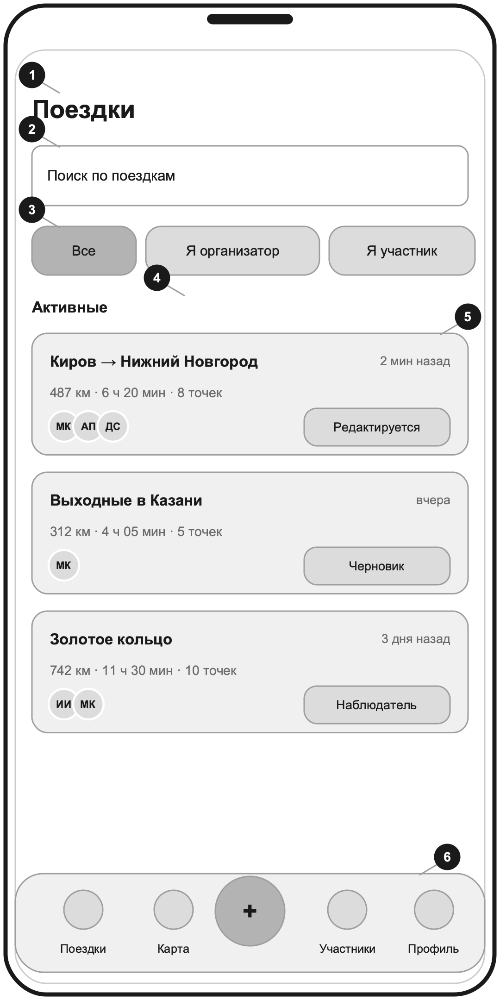 1
Поездки
2
Поиск по поездкам
3
Все Я организатор Я участник
4
Активные
5
Киров → Нижний Новгород 2 мин назад
487 км · 6 ч 20 мин · 8 точек
МК АП ДС Редактируется
Выходные в Казани вчера
312 км · 4 ч 05 мин · 5 точек
МК Черновик
Золотое кольцо 3 дня назад
742 км · 11 ч 30 мин · 10 точек
ИИ МК Наблюдатель
6
+
Поездки Карта Участники Профиль